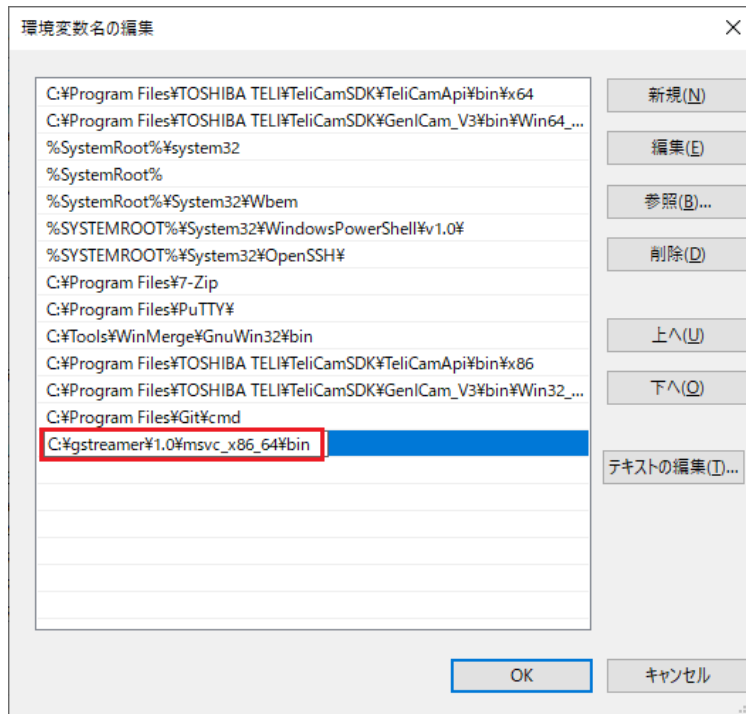 環境変数名の編集
C:¥Program Files¥TOSHIBA TELI¥TeliCamSDK¥TeliCamApi¥bin¥x64
C:¥Program Files¥TOSHIBA TELI¥TeliCamSDK¥GenICam_V3¥bin¥Win64_...
%SystemRoot%¥system32
%SystemRoot%
%SystemRoot%¥System32¥Wbem
%SYSTEMROOT%¥System32¥WindowsPowerShell¥v1.0¥
%SYSTEMROOT%¥System32¥OpenSSH¥
C:¥Program Files¥7-Zip
C:¥Program Files¥PuTTY¥
C:¥Tools¥WinMerge¥GnuWin32¥bin
C:¥Program Files¥TOSHIBA TELI¥TeliCamSDK¥TeliCamApi¥bin¥x86
C:¥Program Files¥TOSHIBA TELI¥TeliCamSDK¥GenICam_V3¥bin¥Win32_...
C:¥Program Files¥Git¥cmd
C:¥gstreamer¥1.0¥msvc_x86_64¥bin
新規(N)
編集(E)
参照(B)...
削除(D)
上へ(U)
下へ(O)
テキストの編集(T)...
OK
キャンセル